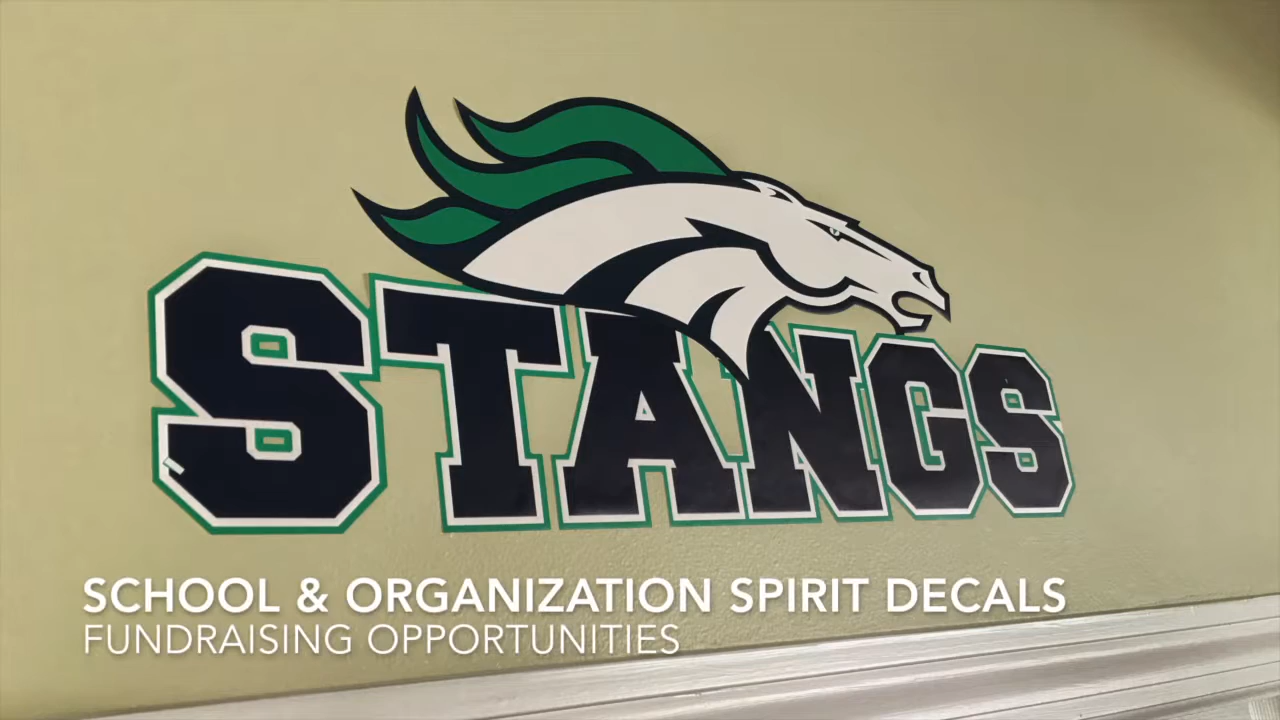 STANGS
SCHOOL & ORGANIZATION SPIRIT DECALS
FUNDRAISING OPPORTUNITIES